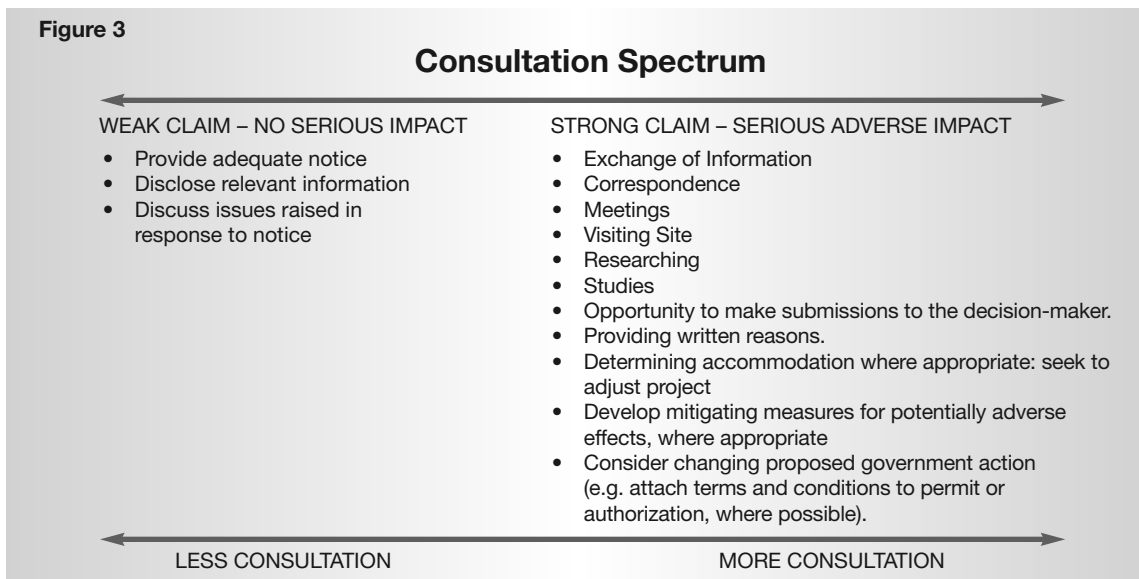 Figure 3
Consultation Spectrum
WEAK CLAIM – NO SERIOUS IMPACT
• Provide adequate notice
• Disclose relevant information
• Discuss issues raised in
response to notice
STRONG CLAIM – SERIOUS ADVERSE IMPACT
• Exchange of Information
• Correspondence
• Meetings
• Visiting Site
• Researching
• Studies
• Opportunity to make submissions to the decision-maker.
• Providing written reasons.
• Determining accommodation where appropriate: seek to
adjust project
• Develop mitigating measures for potentially adverse
effects, where appropriate
• Consider changing proposed government action
(e.g. attach terms and conditions to permit or
authorization, where possible).
LESS CONSULTATION
MORE CONSULTATION